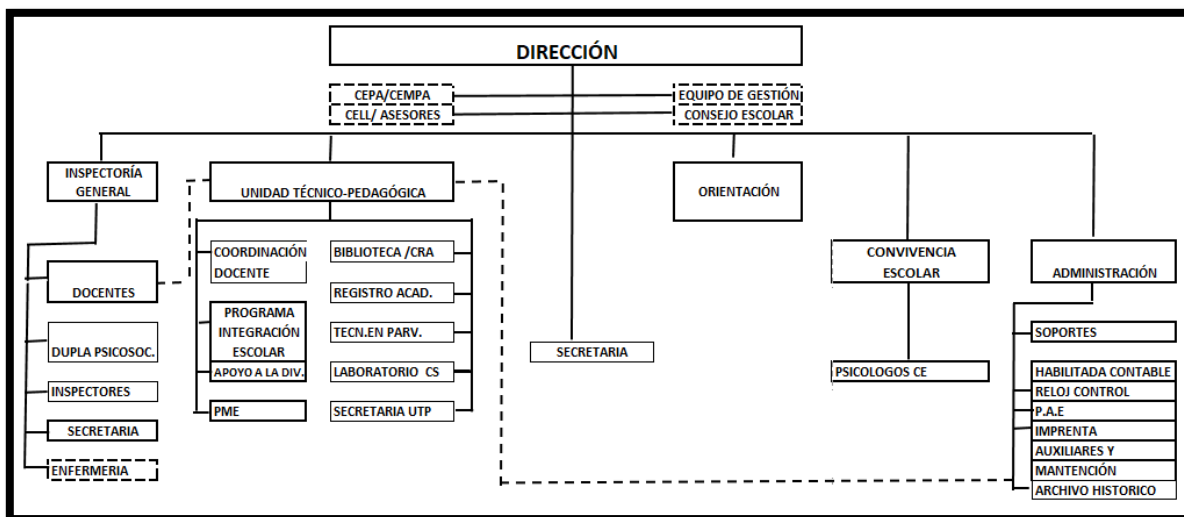 DIRECCIÓN
CEPA/CEMPA
EQUIPO DE GESTIÓN
CELL/ ASESORES
CONSEJO ESCOLAR
INSPECTORÍA
GENERAL
UNIDAD TÉCNICO-PEDAGÓGICA
ORIENTACIÓN
CONVIVENCIA
ESCOLAR
ADMINISTRACIÓN
DOCENTES
DUPLA PSICOSOC.
INSPECTORES
SECRETARIA
ENFERMERIA
COORDINACIÓN
DOCENTE
PROGRAMA
INTEGRACIÓN
ESCOLAR
APOYO A LA DIV.
PME
BIBLIOTECA /CRA
REGISTRO ACAD.
TECN.EN PARV.
LABORATORIO CS
SECRETARIA UTP
SECRETARIA
PSICOLOGOS CE
SOPORTES
HABILITADA CONTABLE
RELOJ CONTROL
P.A.E
IMPRENTA
AUXILIARES Y
MANTENCIÓN
ARCHIVO HISTORICO